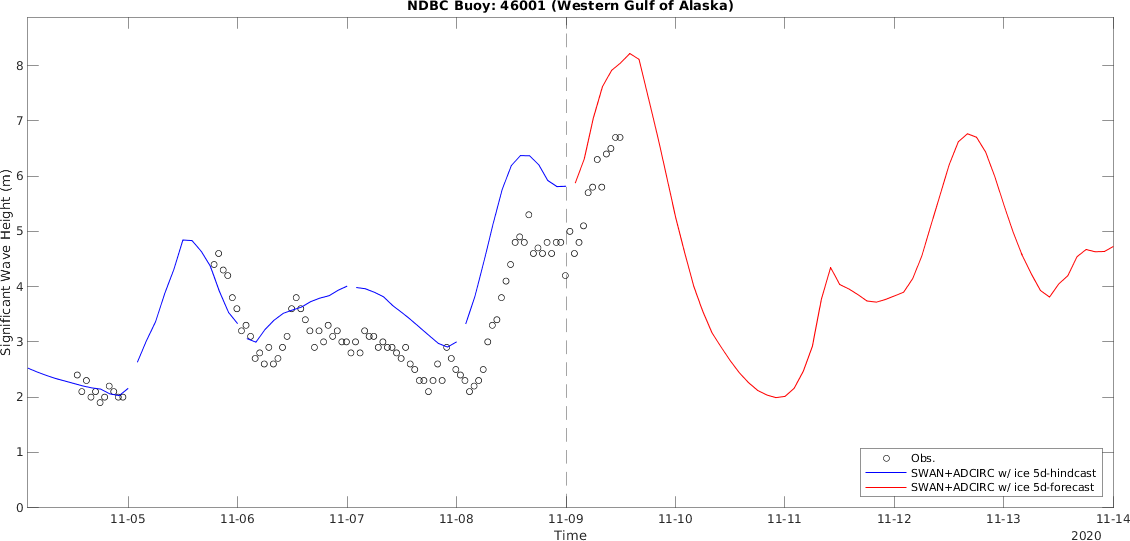 NDBC Buoy: 46001 (Western Gulf of Alaska)
Significant Wave Height (m)
8
7
6
5
4
3
2
1
0
Obs.
SWAN+ADCIRC w/ ice 5d-hindcast
SWAN+ADCIRC w/ ice 5d-forecast
11-05 11-06 11-07 11-08 11-09 11-10 11-11 11-12 11-13 11-14
Time
2020